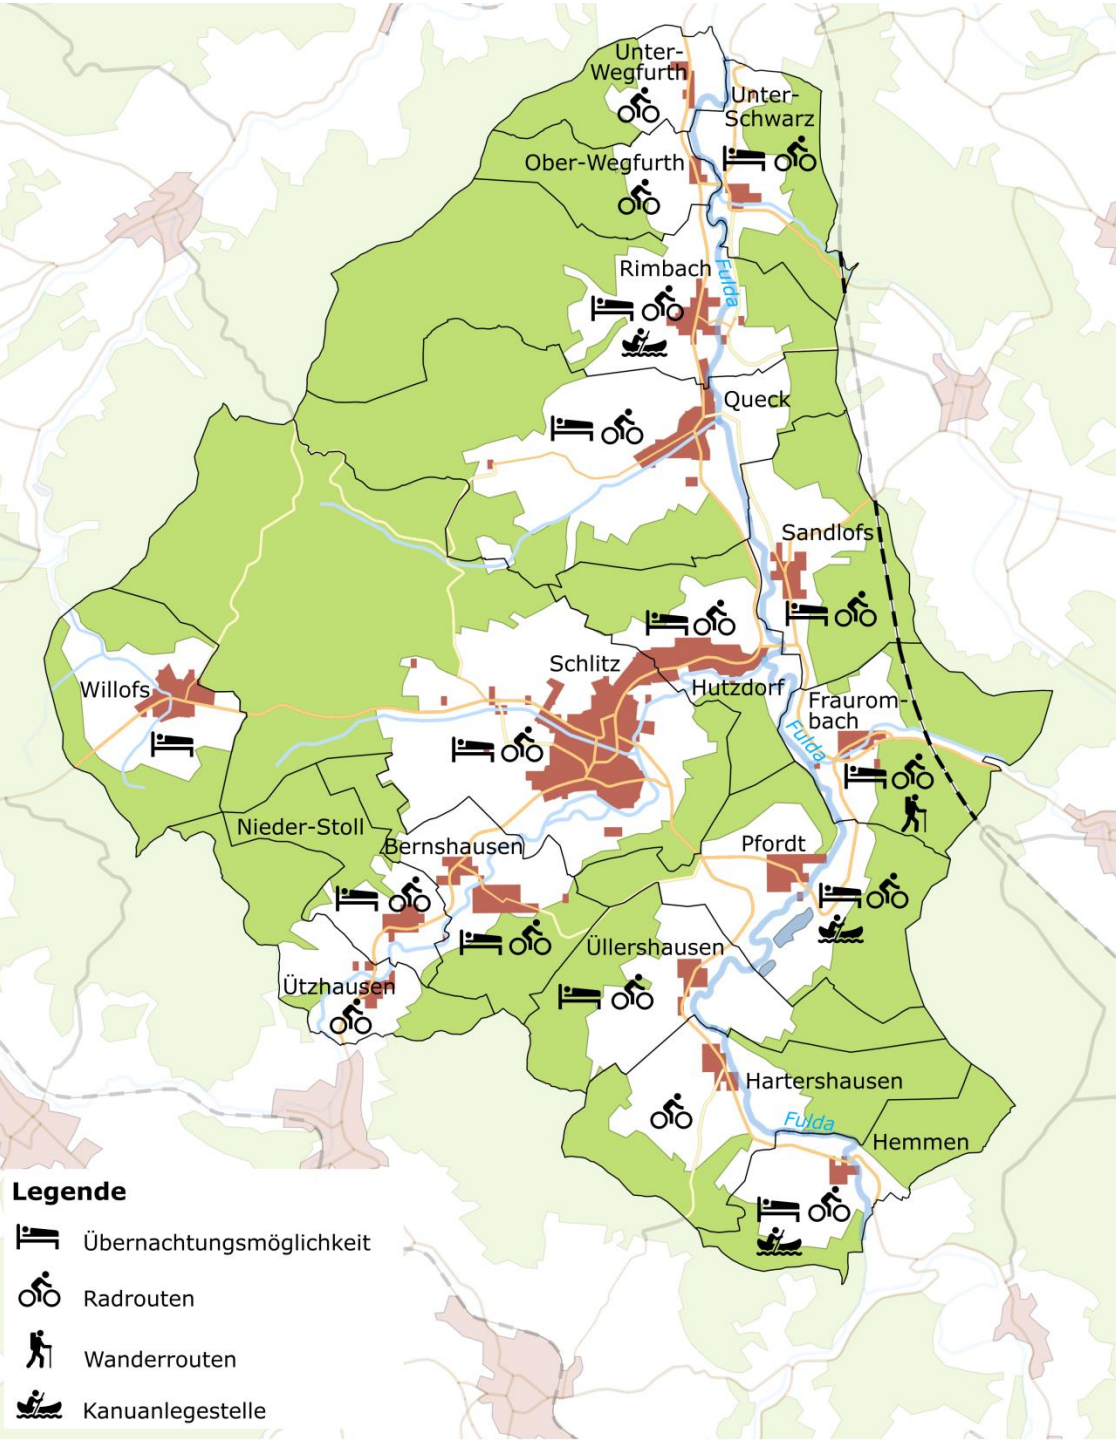 Unter-
Wegfurth
Unter-
Schwarz
Ober-Wegfurth
Rimbach
Fulda
Queck
Sandlofs
Schlitz
Hutzdorf
Willofs
Fraurom-
bach
Fulda
Nieder-Stoll
Bernshausen
Pfordt
Üllershausen
Ützhausen
Hartershausen
Fulda
Hemmen
Legende
Übernachtungsmöglichkeit
Radrouten
Wanderrouten
Kanuanlegestelle